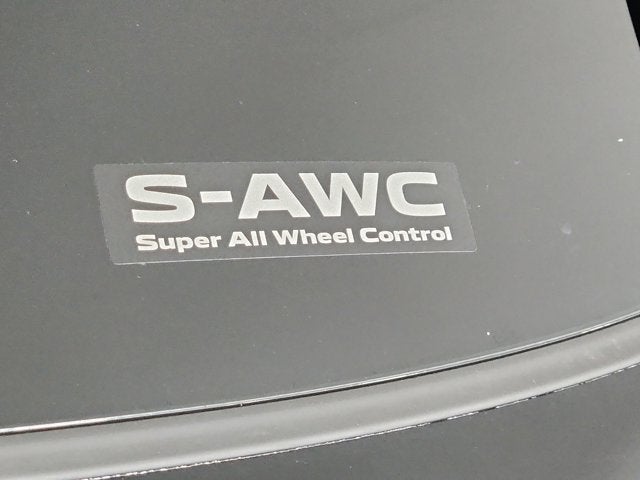 S-AWC
Super All Wheel Control